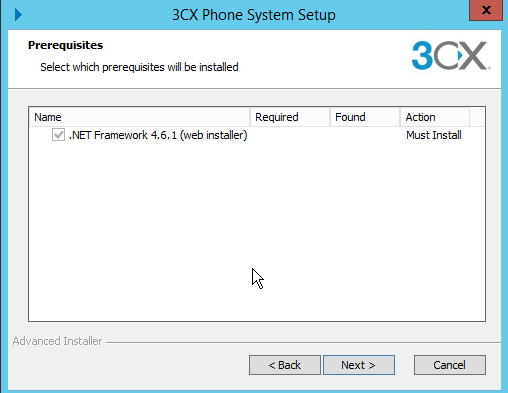 3CX Phone System Setup
x
Prerequisites
Select which prerequisites will be installed
3CX
Name Required Found Action
.NET Framework 4.6.1 (web installer) Must Install
Advanced Installer
< Back Next > Cancel